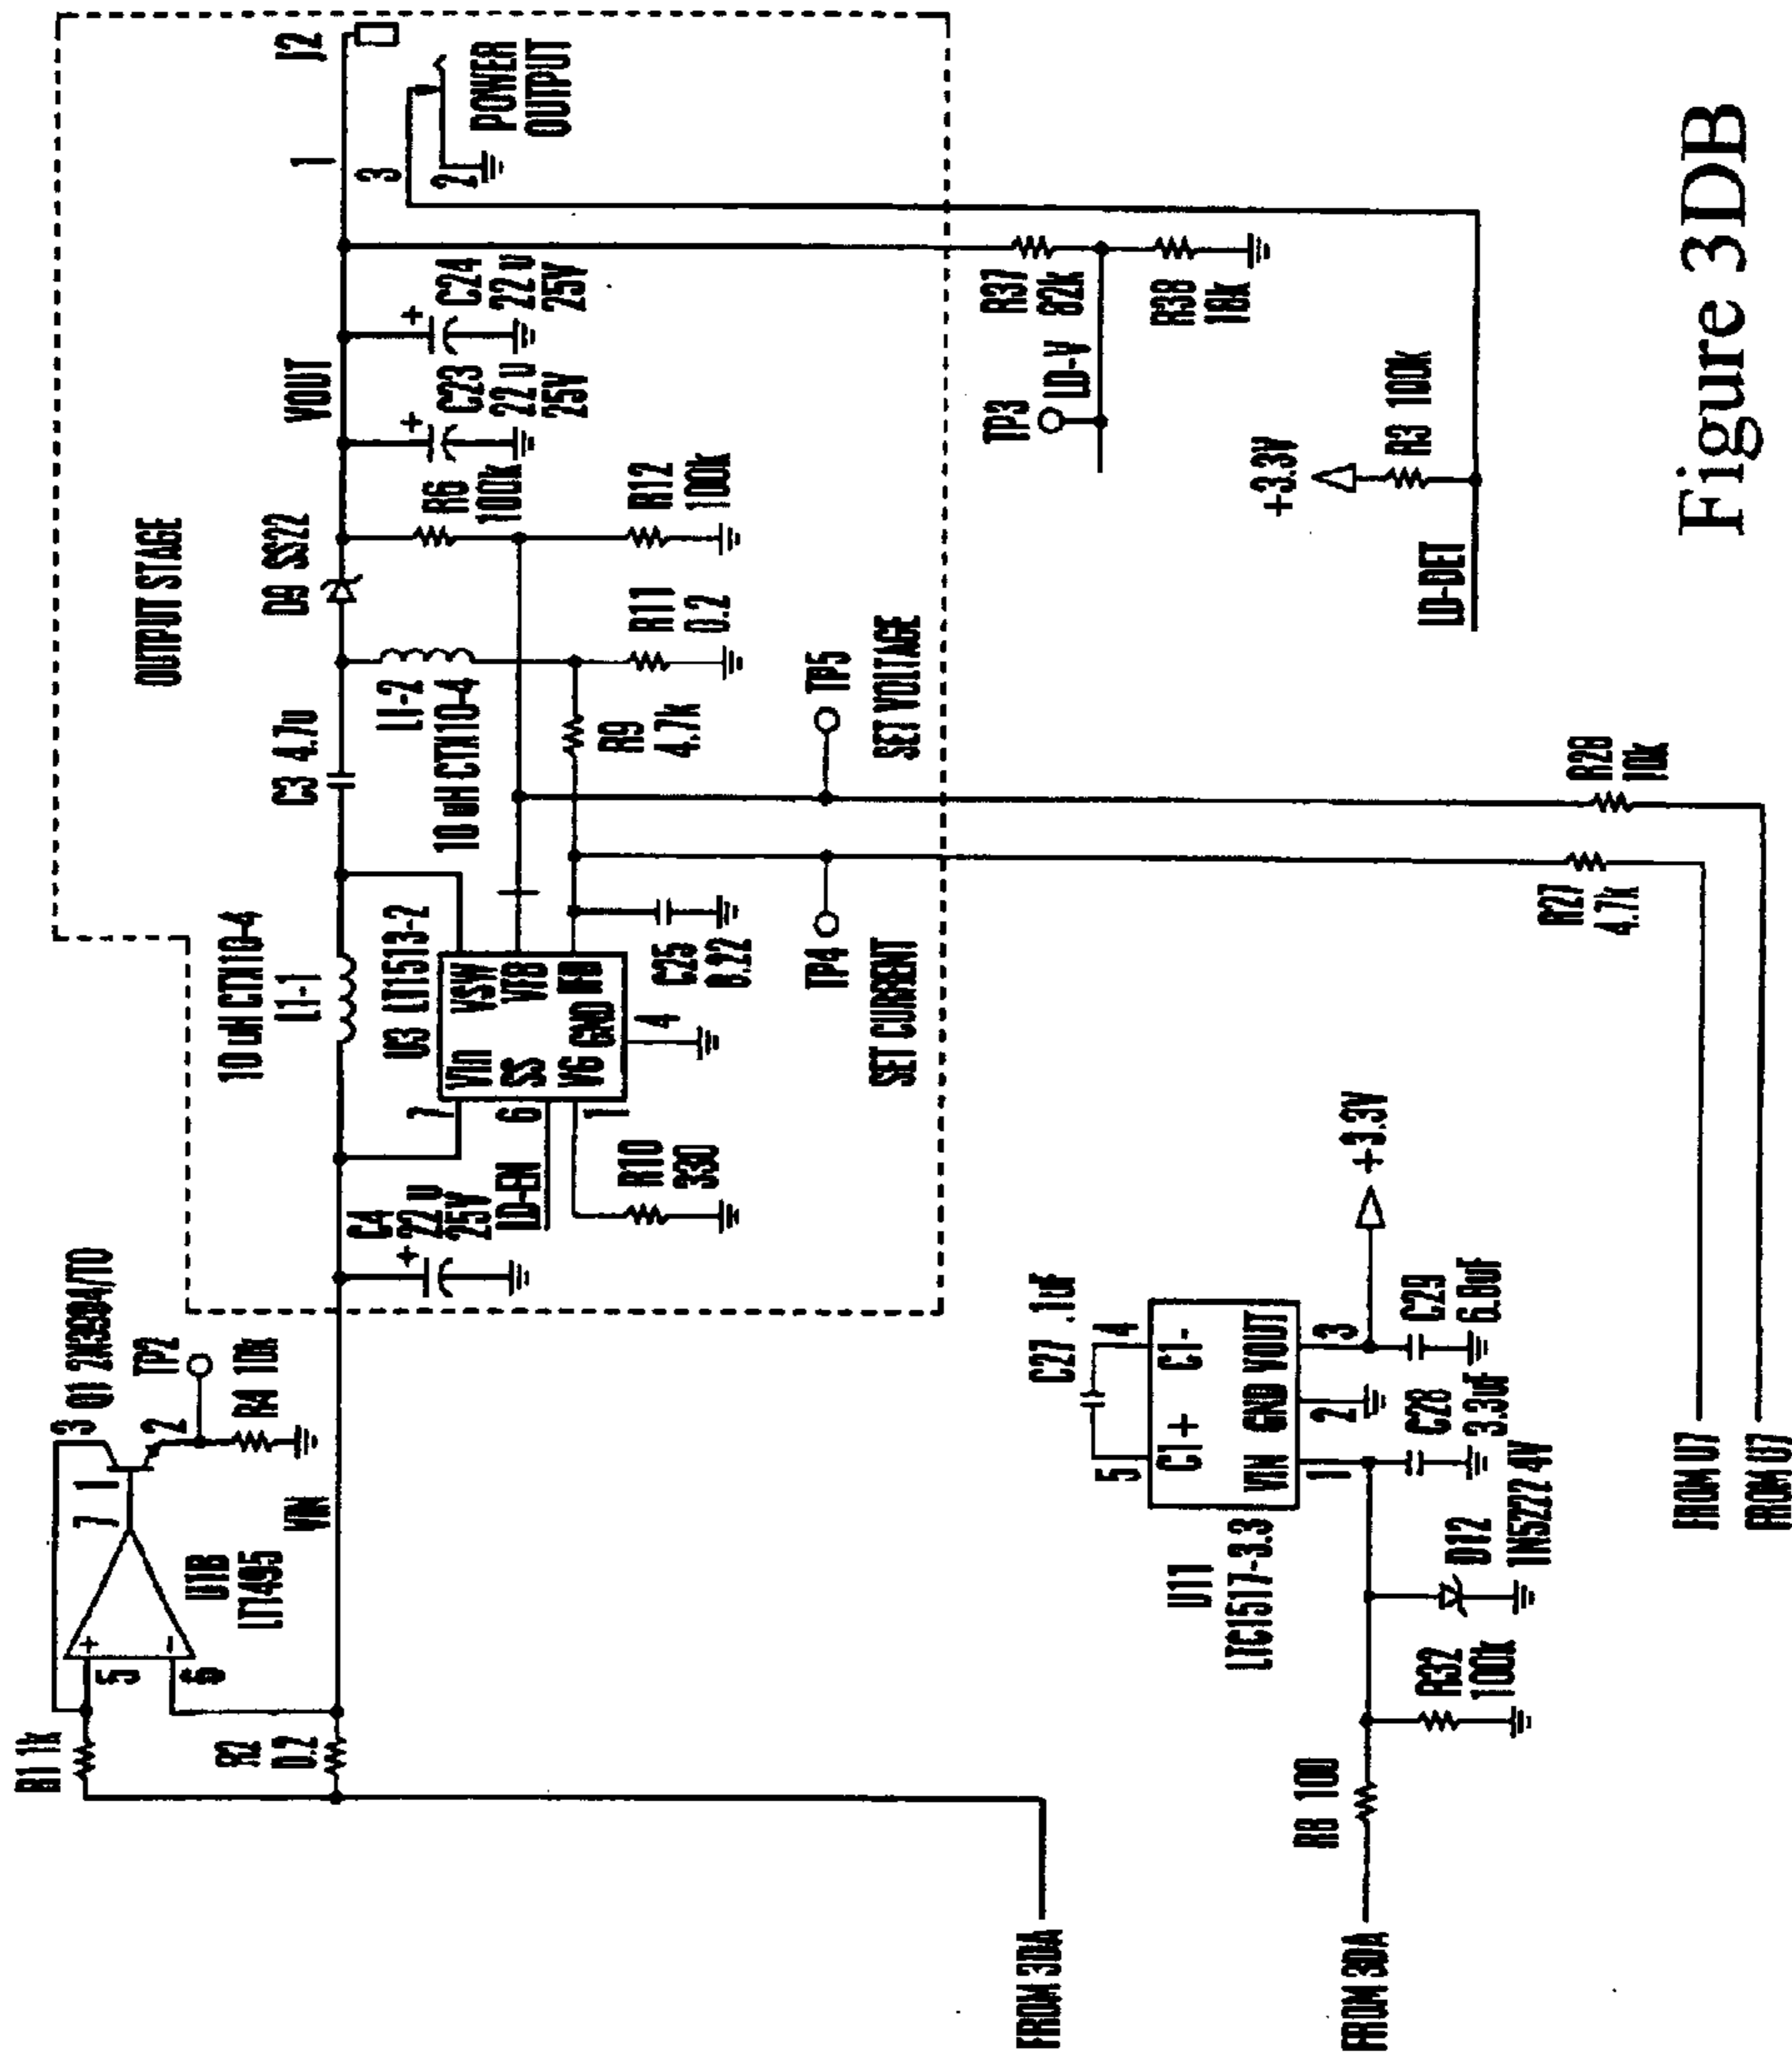 R1 1k
3 Q1 2N3904/TO
5
6
7 1
2
TP2
R4 10k
U1B
LT1495
R2
0.2
VIN
10 uH CTX10-4
L1-1
OUTPUT STAGE
C3 4.7u
D9 SS22
VOUT
1
J2
3
2
POWER
OUTPUT
C4
22 u
25V
LD-EN
7
6
1
U3 LT1513-2
VIn
SS
VG
VSW
VFB
IFB
GND
4
R10
330
C25
0.22
L1-2
10 uH CTX10-4
R9
4.7k
R11
0.2
R6
100k
R12
100k
C23
22 u
25V
C24
22 u
25V
TP4
SET CURRENT
TP5
SET VOLTAGE
R37
82k
R38
18k
TP3
LD-V
+3.3V
R3 100k
LD-DET
FROM 3DA
C27 .1uF
5
4
C1+
C1-
VIN
GND
VOUT
1
2
3
U11
LTC1517-3.3
+3.3V
R8 100
R32
100k
D12
1N5222 4V
C28
3.3uF
C29
6.8uF
FROM 3DA
R27
4.7k
R28
10k
FROM U7
FROM U7
Figure 3DB